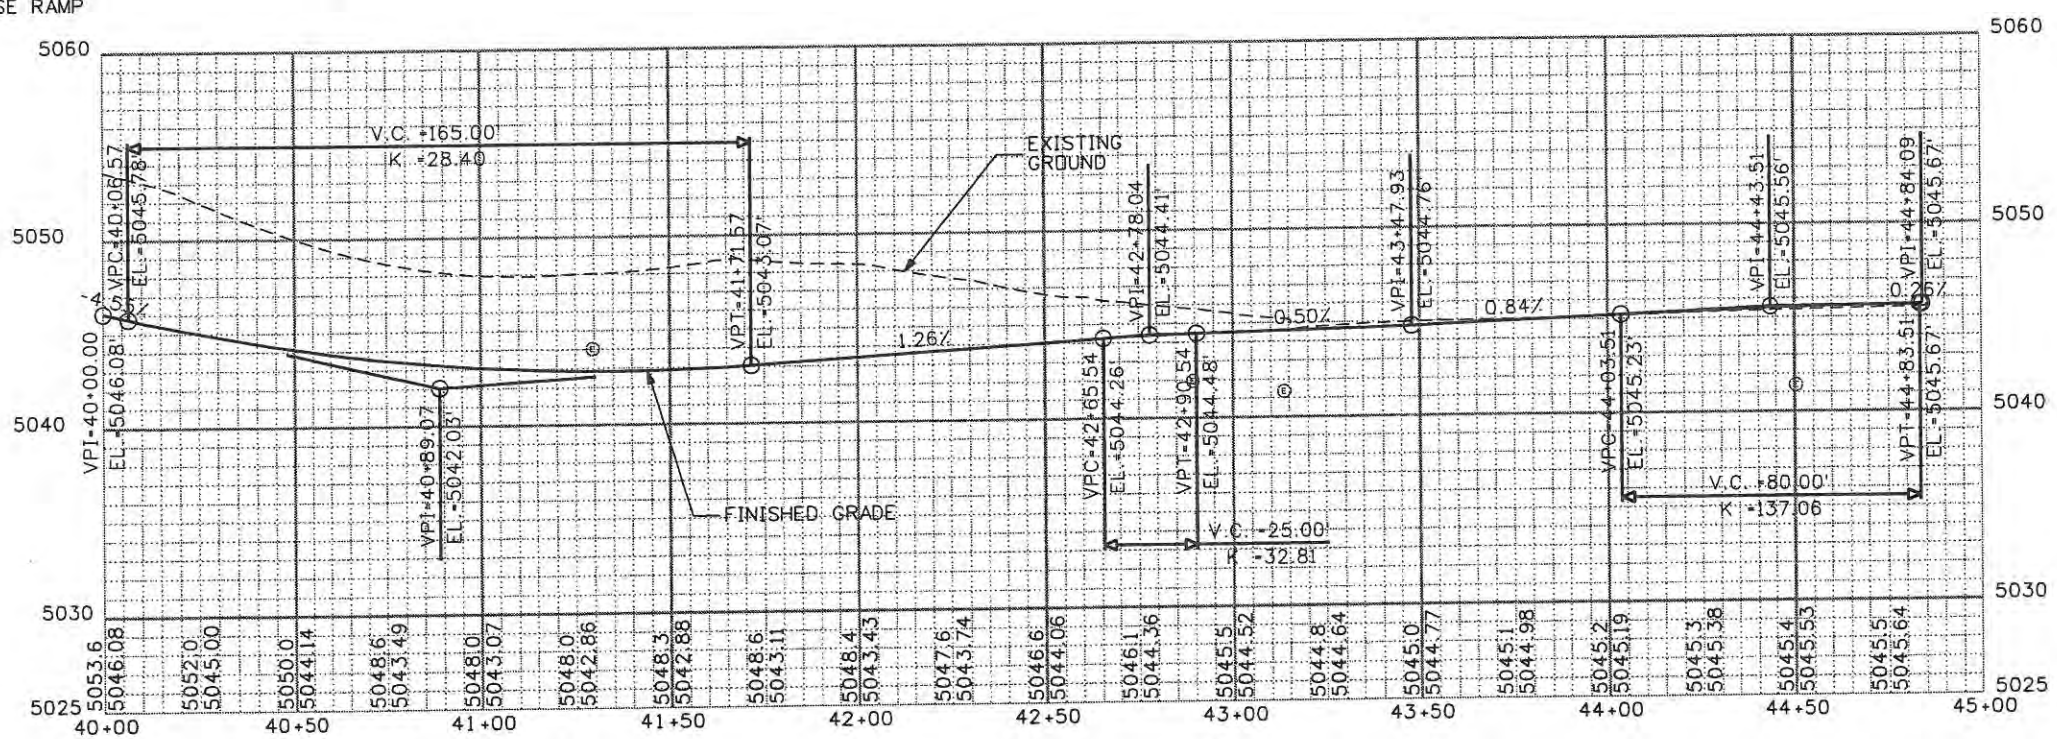 SE RAMP
5060
5060
V.C. =165.00'
K =28.40
EXISTING
GROUND
VPC=40+06.57
EL.=5045.78'
VPT=41+71.57
EL.=5043.07'
VPI=42+78.04
EL.=5044.41'
VPI=43+47.93
EL.=5044.76'
VPI=44+43.51
EL.=5045.56'
VPI=44+84.09
EL.=5045.67'
5050
5050
1.26%
0.50%
0.84%
0.26%
VPI=40+00.00
EL.=5046.08'
VPI=40+89.07
EL.=5042.03'
VPC=42+65.54
EL.=5044.26'
VPT=42+90.54
EL.=5044.48'
VPC=44+03.51
EL.=5045.23'
VPT=44+83.51
EL.=5045.67'
E
E
E
5040
5040
FINISHED GRADE
V.C. =25.00'
K =32.81
V.C. =80.00'
K =137.06
5030
5030
5053.6
5046.08
5052.0
5045.00
5050.0
5044.14
5048.6
5043.49
5048.0
5043.07
5048.0
5042.86
5048.3
5042.88
5048.6
5043.11
5048.4
5043.43
5047.6
5043.74
5046.6
5044.06
5046.1
5044.36
5045.5
5044.52
5044.8
5044.64
5045.0
5044.77
5045.1
5044.98
5045.2
5045.19
5045.3
5045.38
5045.4
5045.53
5045.5
5045.64
5025
5025
40+00
40+50
41+00
41+50
42+00
42+50
43+00
43+50
44+00
44+50
45+00